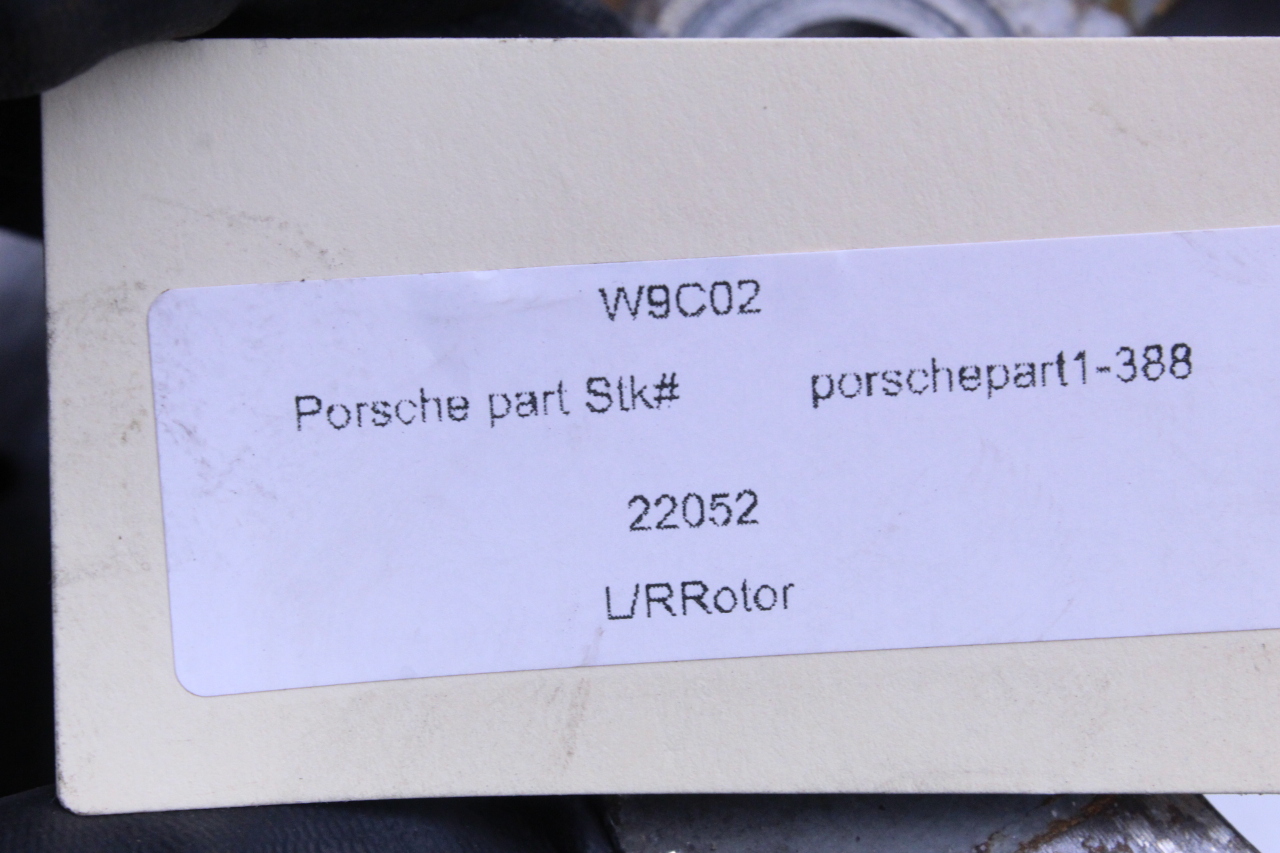 W9C02
Porsche part Stk# porschepart1-388
22052
L/RRotor